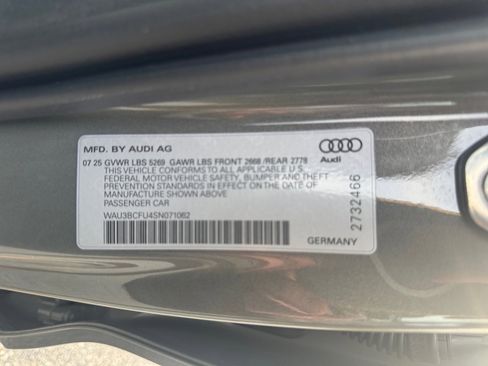 MFD. BY AUDI AG
Audi
07 25 GVWR LBS 5269 GAWR LBS FRONT 2668 /REAR 2778
THIS VEHICLE CONFORMS TO ALL APPLICABLE U.S.
FEDERAL MOTOR VEHICLE SAFETY, BUMPER AND THEFT
PREVENTION STANDARDS IN EFFECT ON THE DATE OF
MANUFACTURE SHOWN ABOVE
PASSENGER CAR
WAU3BCFU4SN071062
GERMANY
2732466